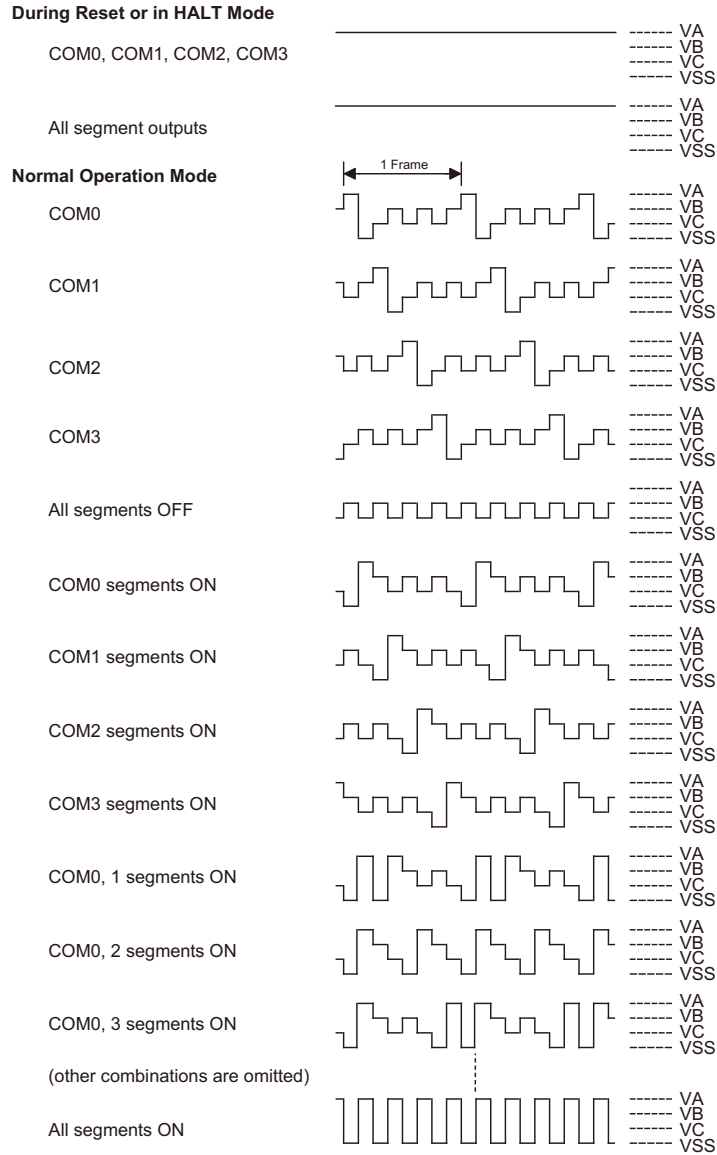 During Reset or in HALT Mode
COM0, COM1, COM2, COM3
VA
VB
VC
VSS
All segment outputs
VA
VB
VC
VSS
Normal Operation Mode
1 Frame
COM0
VA
VB
VC
VSS
COM1
VA
VB
VC
VSS
COM2
VA
VB
VC
VSS
COM3
VA
VB
VC
VSS
All segments OFF
VA
VB
VC
VSS
COM0 segments ON
VA
VB
VC
VSS
COM1 segments ON
VA
VB
VC
VSS
COM2 segments ON
VA
VB
VC
VSS
COM3 segments ON
VA
VB
VC
VSS
COM0, 1 segments ON
VA
VB
VC
VSS
COM0, 2 segments ON
VA
VB
VC
VSS
COM0, 3 segments ON
VA
VB
VC
VSS
(other combinations are omitted)
All segments ON
VA
VB
VC
VSS